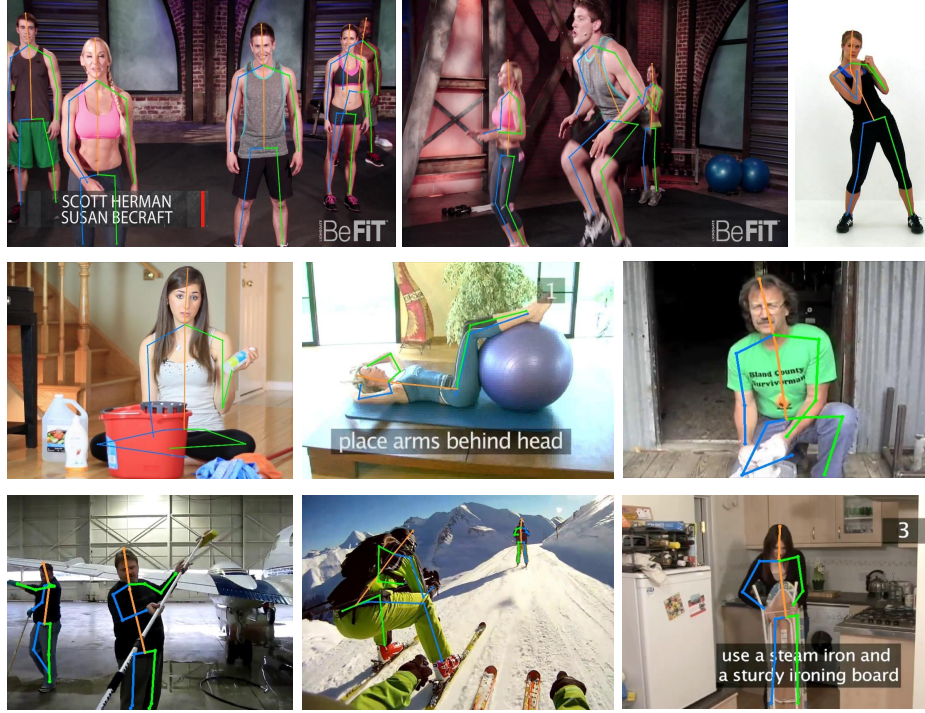 SCOTT HERMAN
SUSAN BECRAFT
BeFiT
BeFiT
1
place arms behind head
Bland County
Survivorman
3
use a steam iron and
a sturdy ironing board